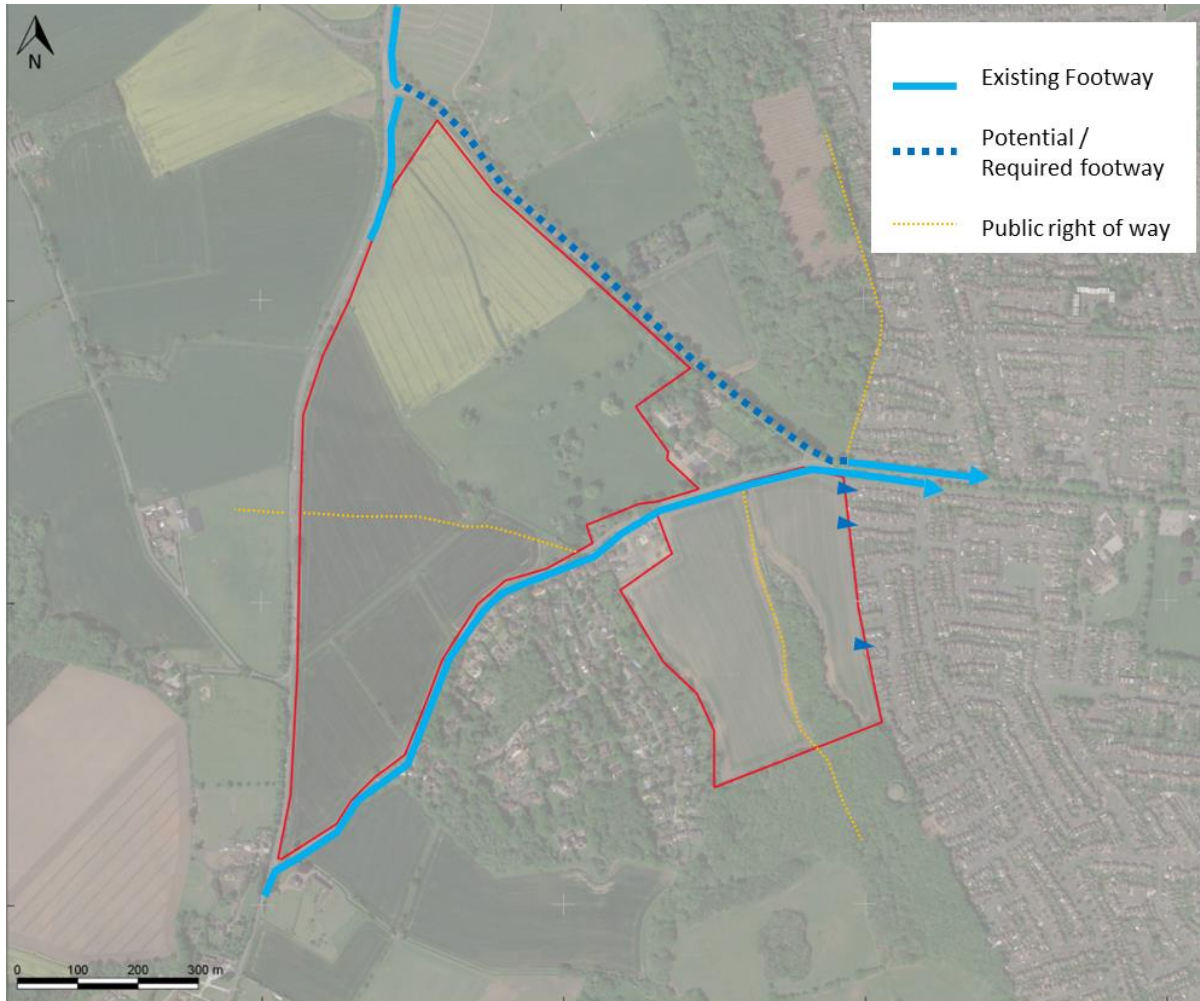 N
Existing Footway
Potential /
Required footway
Public right of way
0 100 200 300 m